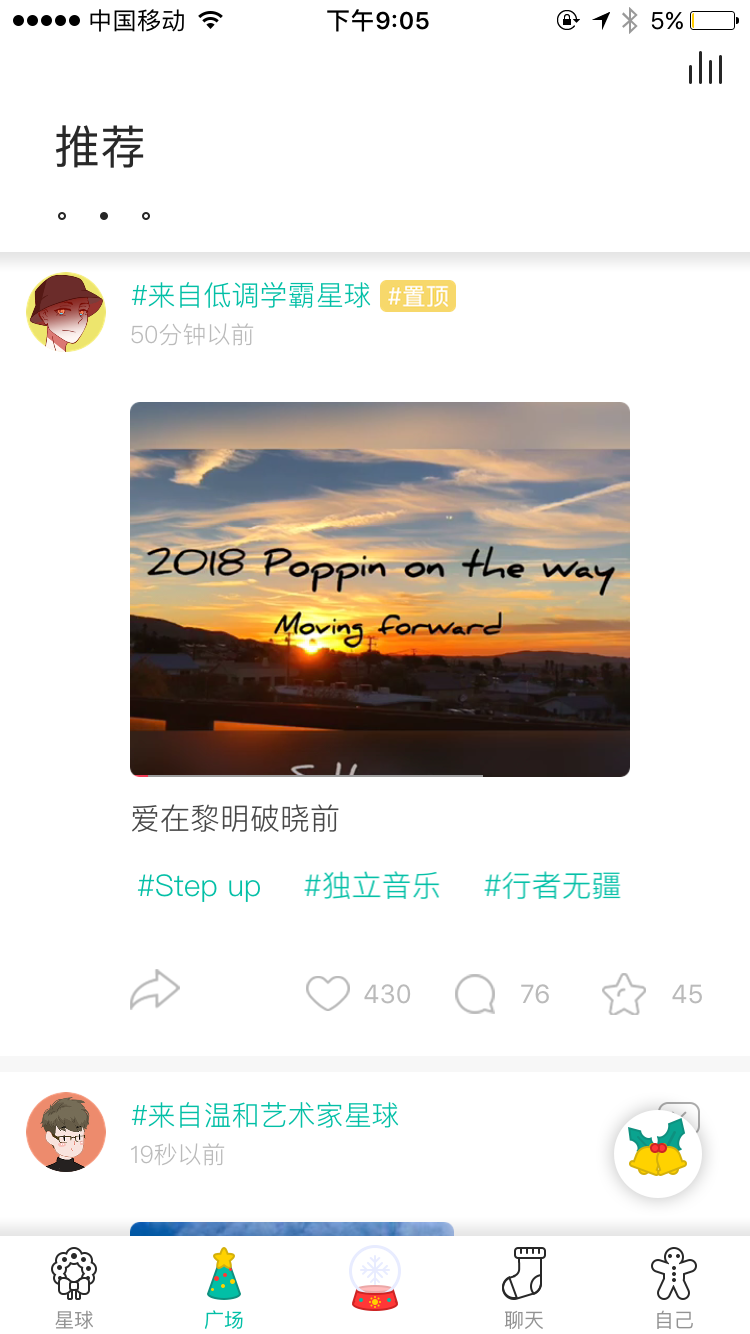 中国移动 下午9:05 5%
推荐
#来自低调学霸星球 #置顶
50分钟以前
2018 Poppin on the way
Moving forward
爱在黎明破晓前
#Step up #独立音乐 #行者无疆
430 76 45
#来自温和艺术家星球
19秒以前
星球 广场 聊天 自己